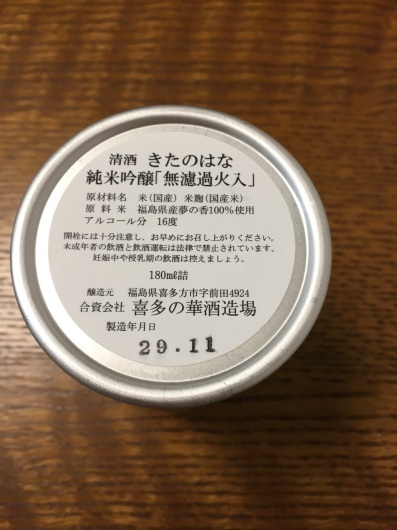 清酒 きたのはな
純米吟醸「無濾過火入」
原材料名 米(国産) 米麹(国産米)
原料米 福島県産夢の香100%使用
アルコール分 16度
開栓には十分注意し、お早めにお召し上がりください。
未成年者の飲酒と飲酒運転は法律で禁止されています。
妊娠中や授乳期の飲酒は控えましょう。
180mℓ詰
醸造元 福島県喜多方市字前田4924
合資会社 喜多の華酒造場
製造年月日
29.11